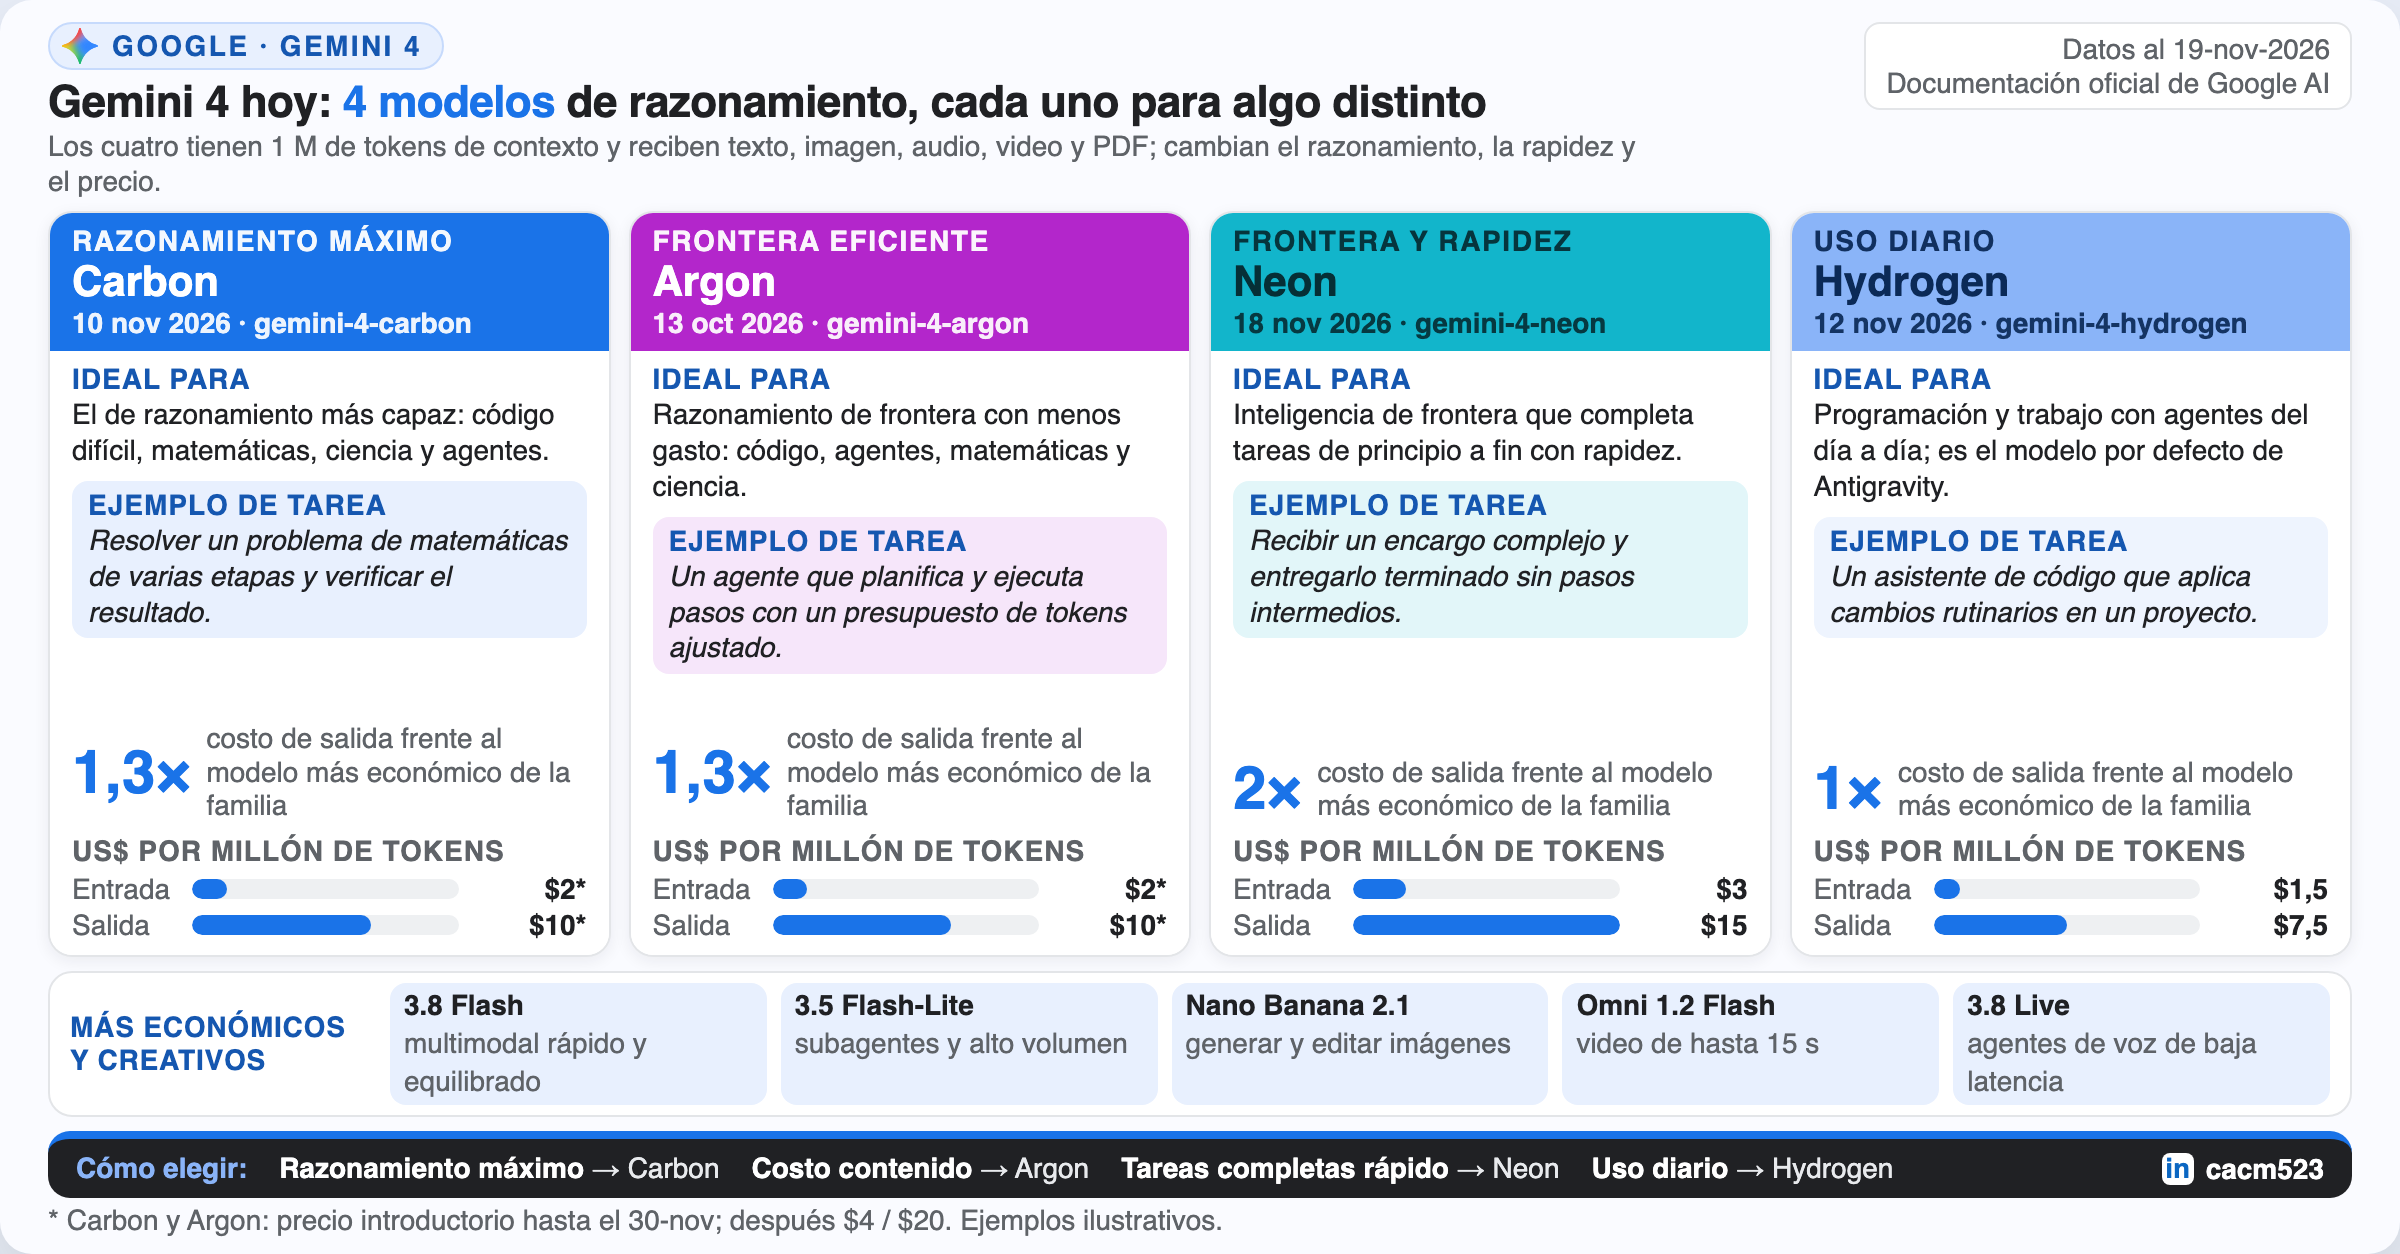 GOOGLE · GEMINI 4
Datos al 19-nov-2026
Documentación oficial de Google AI
Gemini 4 hoy: 4 modelos de razonamiento, cada uno para algo distinto
Los cuatro tienen 1 M de tokens de contexto y reciben texto, imagen, audio, video y PDF; cambian el razonamiento, la rapidez y
el precio.
RAZONAMIENTO MÁXIMO
Carbon
10 nov 2026 · gemini-4-carbon
IDEAL PARA
El de razonamiento más capaz: código
difícil, matemáticas, ciencia y agentes.
EJEMPLO DE TAREA
Resolver un problema de matemáticas
de varias etapas y verificar el
resultado.
1,3×
costo de salida frente al
modelo más económico de la
familia
US$ POR MILLÓN DE TOKENS
Entrada $2*
Salida $10*
FRONTERA EFICIENTE
Argon
13 oct 2026 · gemini-4-argon
IDEAL PARA
Razonamiento de frontera con menos
gasto: código, agentes, matemáticas y
ciencia.
EJEMPLO DE TAREA
Un agente que planifica y ejecuta
pasos con un presupuesto de tokens
ajustado.
1,3×
costo de salida frente al
modelo más económico de la
familia
US$ POR MILLÓN DE TOKENS
Entrada $2*
Salida $10*
FRONTERA Y RAPIDEZ
Neon
18 nov 2026 · gemini-4-neon
IDEAL PARA
Inteligencia de frontera que completa
tareas de principio a fin con rapidez.
EJEMPLO DE TAREA
Recibir un encargo complejo y
entregarlo terminado sin pasos
intermedios.
2×
costo de salida frente al modelo
más económico de la familia
US$ POR MILLÓN DE TOKENS
Entrada $3
Salida $15
USO DIARIO
Hydrogen
12 nov 2026 · gemini-4-hydrogen
IDEAL PARA
Programación y trabajo con agentes del
día a día; es el modelo por defecto de
Antigravity.
EJEMPLO DE TAREA
Un asistente de código que aplica
cambios rutinarios en un proyecto.
1×
costo de salida frente al modelo
más económico de la familia
US$ POR MILLÓN DE TOKENS
Entrada $1,5
Salida $7,5
MÁS ECONÓMICOS
Y CREATIVOS
3.8 Flash
multimodal rápido y
equilibrado
3.5 Flash-Lite
subagentes y alto volumen
Nano Banana 2.1
generar y editar imágenes
Omni 1.2 Flash
video de hasta 15 s
3.8 Live
agentes de voz de baja
latencia
Cómo elegir: Razonamiento máximo → Carbon Costo contenido → Argon Tareas completas rápido → Neon Uso diario → Hydrogen in cacm523
* Carbon y Argon: precio introductorio hasta el 30-nov; después $4 / $20. Ejemplos ilustrativos.